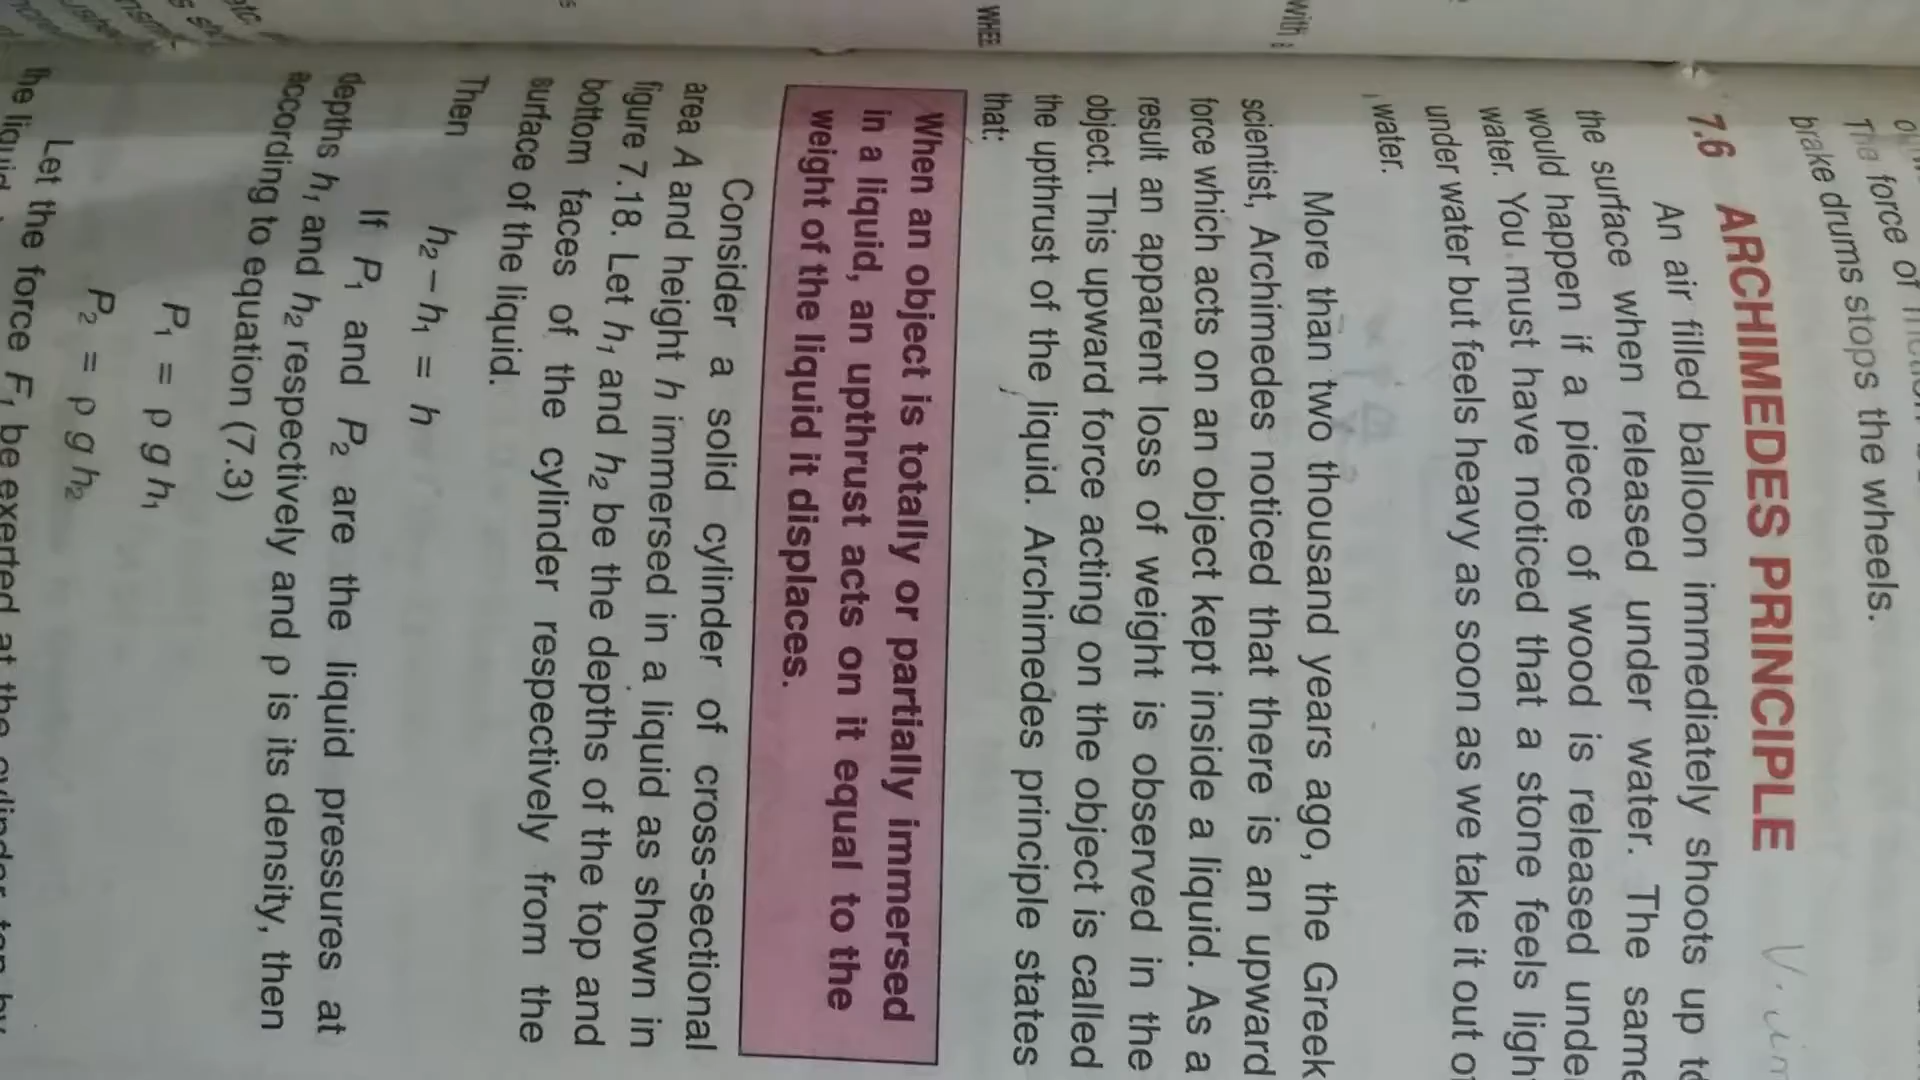 The force of
brake drums stops the wheels.
7.6 ARCHIMEDES PRINCIPLE
An air filled balloon immediately shoots up to
the surface when released under water. The same
would happen if a piece of wood is released under
water. You must have noticed that a stone feels light
under water but feels heavy as soon as we take it out of
water.
More than two thousand years ago, the Greek
scientist, Archimedes noticed that there is an upward
force which acts on an object kept inside a liquid. As a
result an apparent loss of weight is observed in the
object. This upward force acting on the object is called
the upthrust of the liquid. Archimedes principle states
that:
When an object is totally or partially immersed
in a liquid, an upthrust acts on it equal to the
weight of the liquid it displaces.
Consider a solid cylinder of cross-sectional
area A and height h immersed in a liquid as shown in
figure 7.18. Let h₁ and h₂ be the depths of the top and
bottom faces of the cylinder respectively from the
surface of the liquid.
Then
h₂ – h₁ = h
If P₁ and P₂ are the liquid pressures at
depths h₁ and h₂ respectively and ρ is its density, then
according to equation (7.3)
P₁ = ρ g h₁
P₂ = ρ g h₂
Let the force F₁ be exerted at the cylinder top by
the liquid
with
WHEE
etc